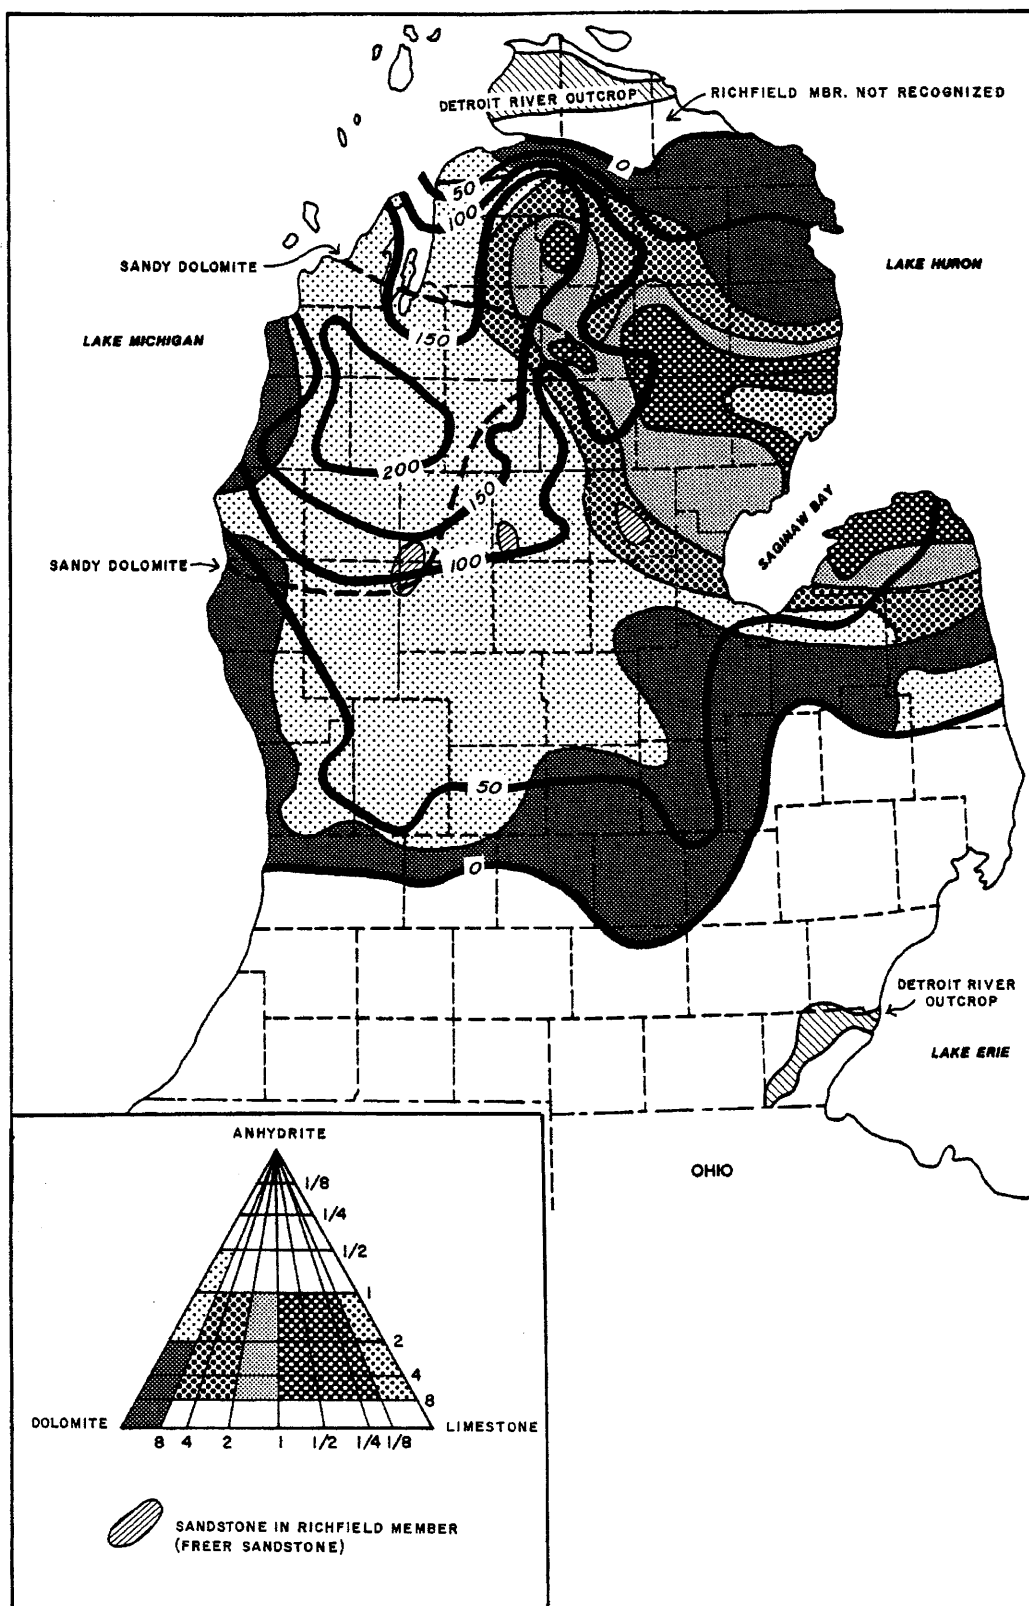 DETROIT RIVER OUTCROP
RICHFIELD MBR. NOT RECOGNIZED
0
50
100
SANDY DOLOMITE
LAKE HURON
LAKE MICHIGAN
150
200
150
SAGINAW BAY
SANDY DOLOMITE
100
50
0
DETROIT RIVER
OUTCROP
LAKE ERIE
OHIO
ANHYDRITE
1/8
1/4
1/2
1
2
4
8
DOLOMITE
LIMESTONE
8 4 2 1 1/2 1/4 1/8
SANDSTONE IN RICHFIELD MEMBER
(FREER SANDSTONE)